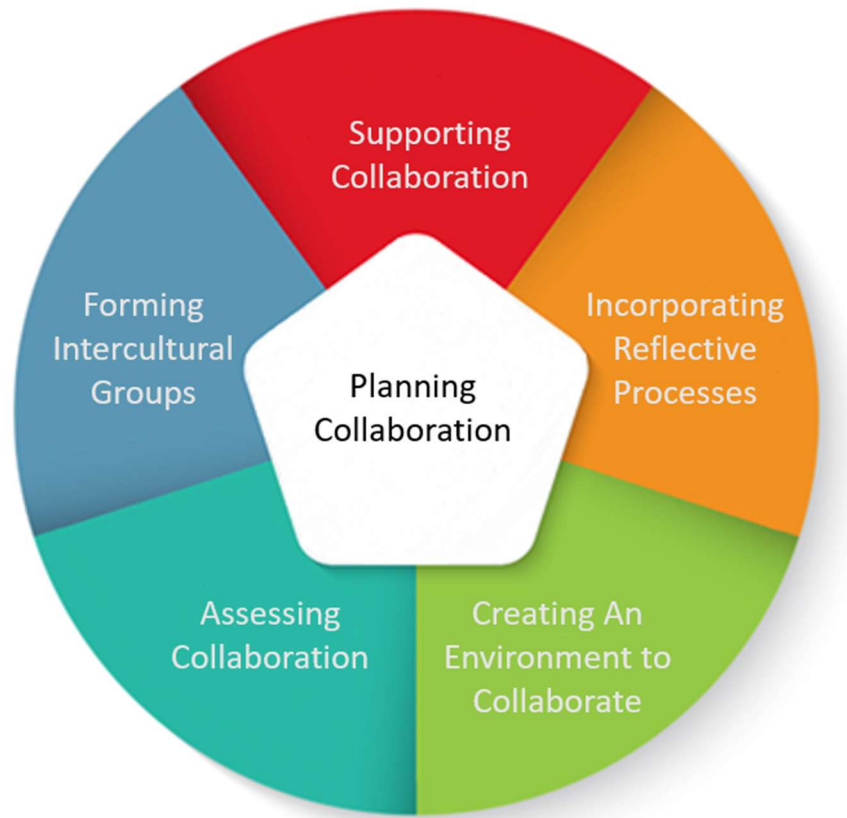 Supporting
Collaboration
Incorporating
Reflective
Processes
Creating An
Environment to
Collaborate
Assessing
Collaboration
Forming
Intercultural
Groups
Planning
Collaboration